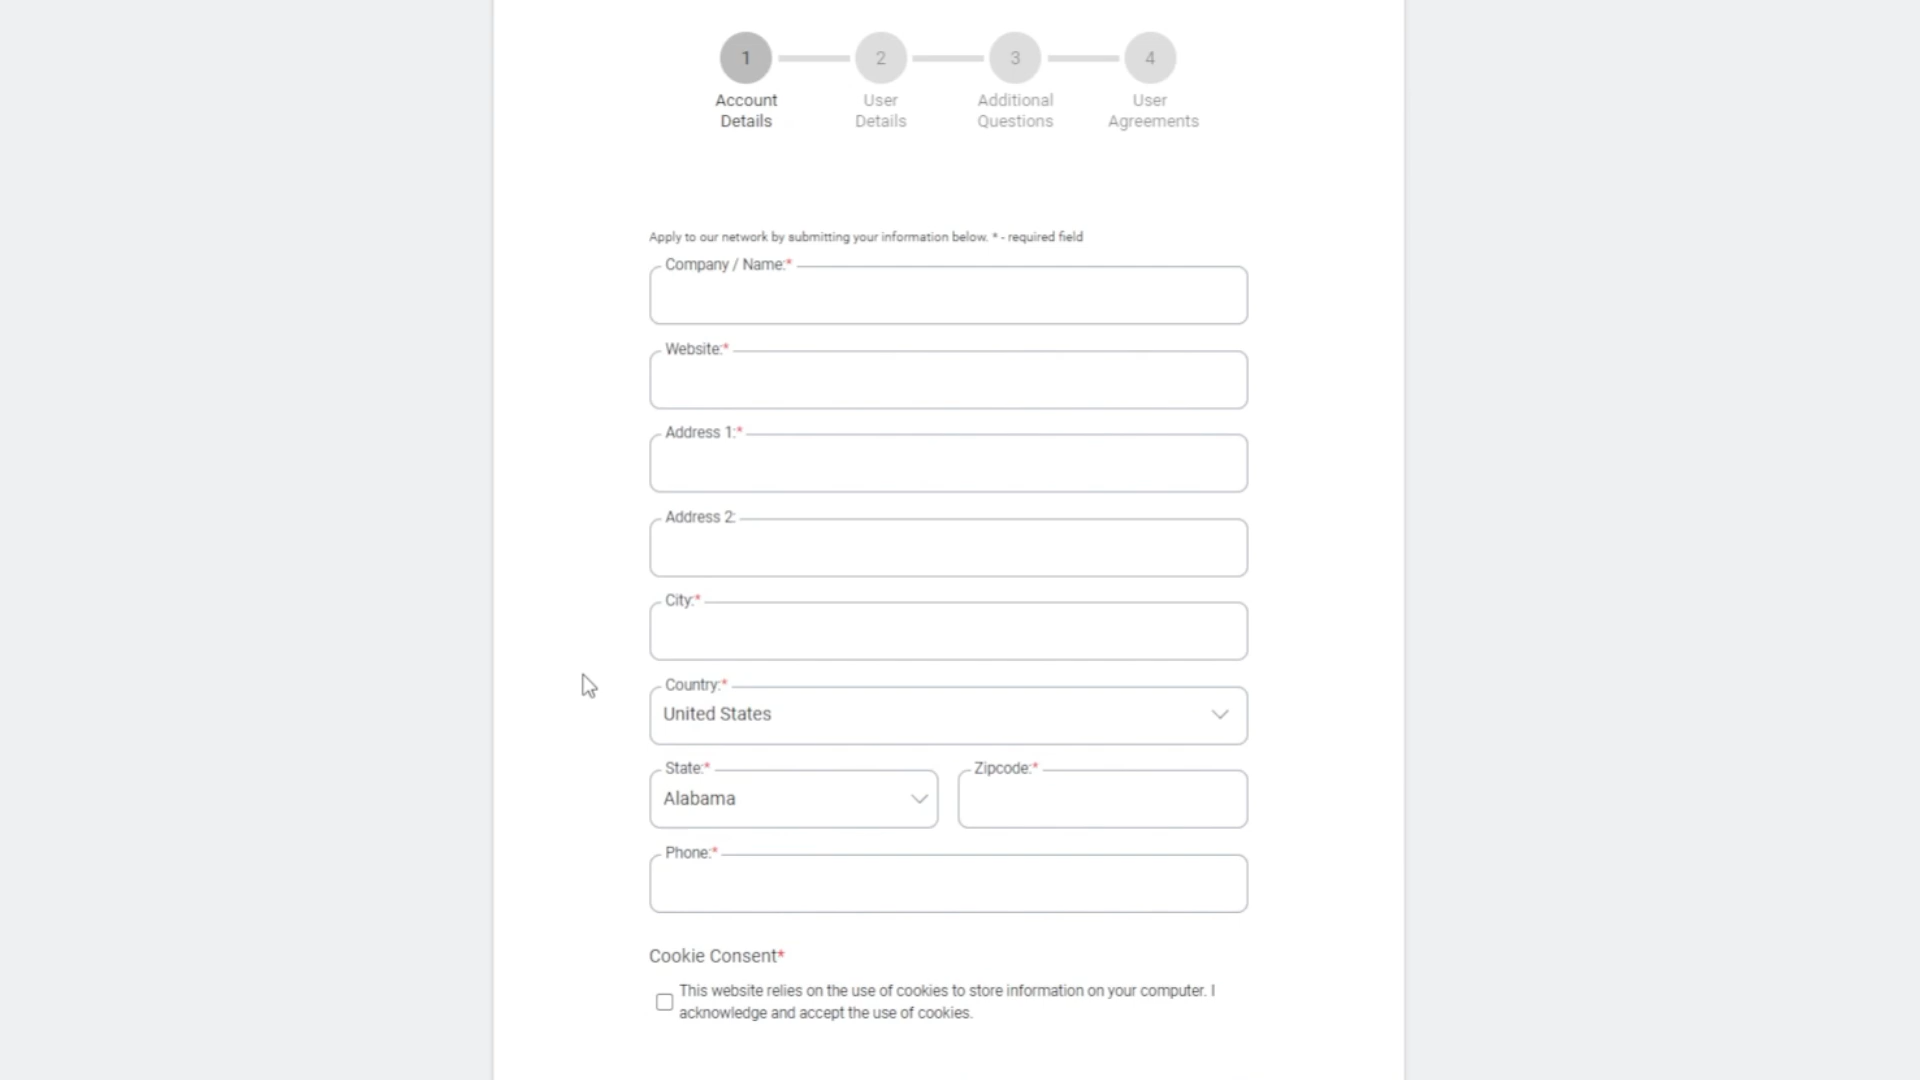 1
2
3
4
Account
Details
User
Details
Additional
Questions
User
Agreements
Apply to our network by submitting your information below. * - required field
Company / Name:*
Website:*
Address 1:*
Address 2:
City:*
Country:*
United States
State:*
Alabama
Zipcode:*
Phone:*
Cookie Consent*
This website relies on the use of cookies to store information on your computer. I
acknowledge and accept the use of cookies.